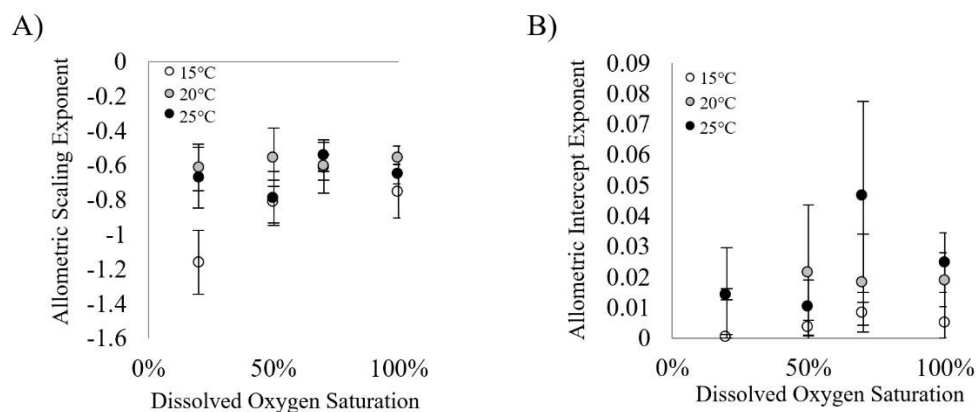 A)
Allometric Scaling Exponent
0
-0.2
-0.4
-0.6
-0.8
-1
-1.2
-1.4
-1.6
15°C
20°C
25°C
0%
50%
100%
Dissolved Oxygen Saturation
B)
Allometric Intercept Exponent
0.09
0.08
0.07
0.06
0.05
0.04
0.03
0.02
0.01
0
15°C
20°C
25°C
0%
50%
100%
Dissolved Oxygen Saturation